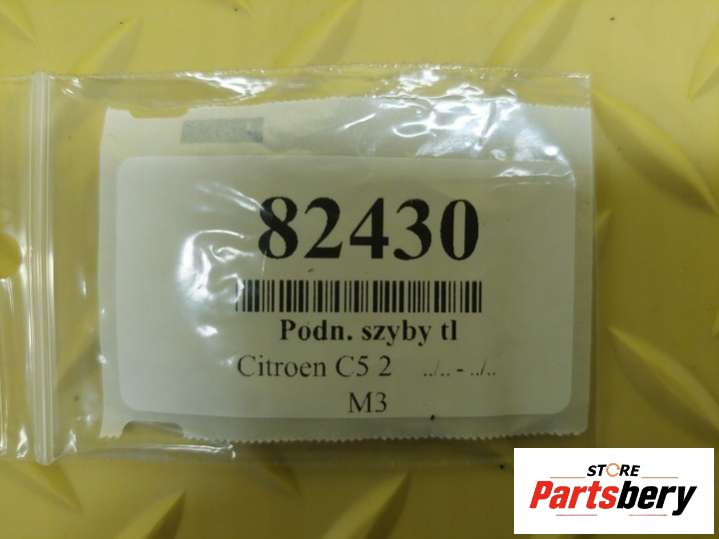 82430
Podn. szyby tl
Citroen C5 2 ../.. - ../..
M3
STORE
Partsbery